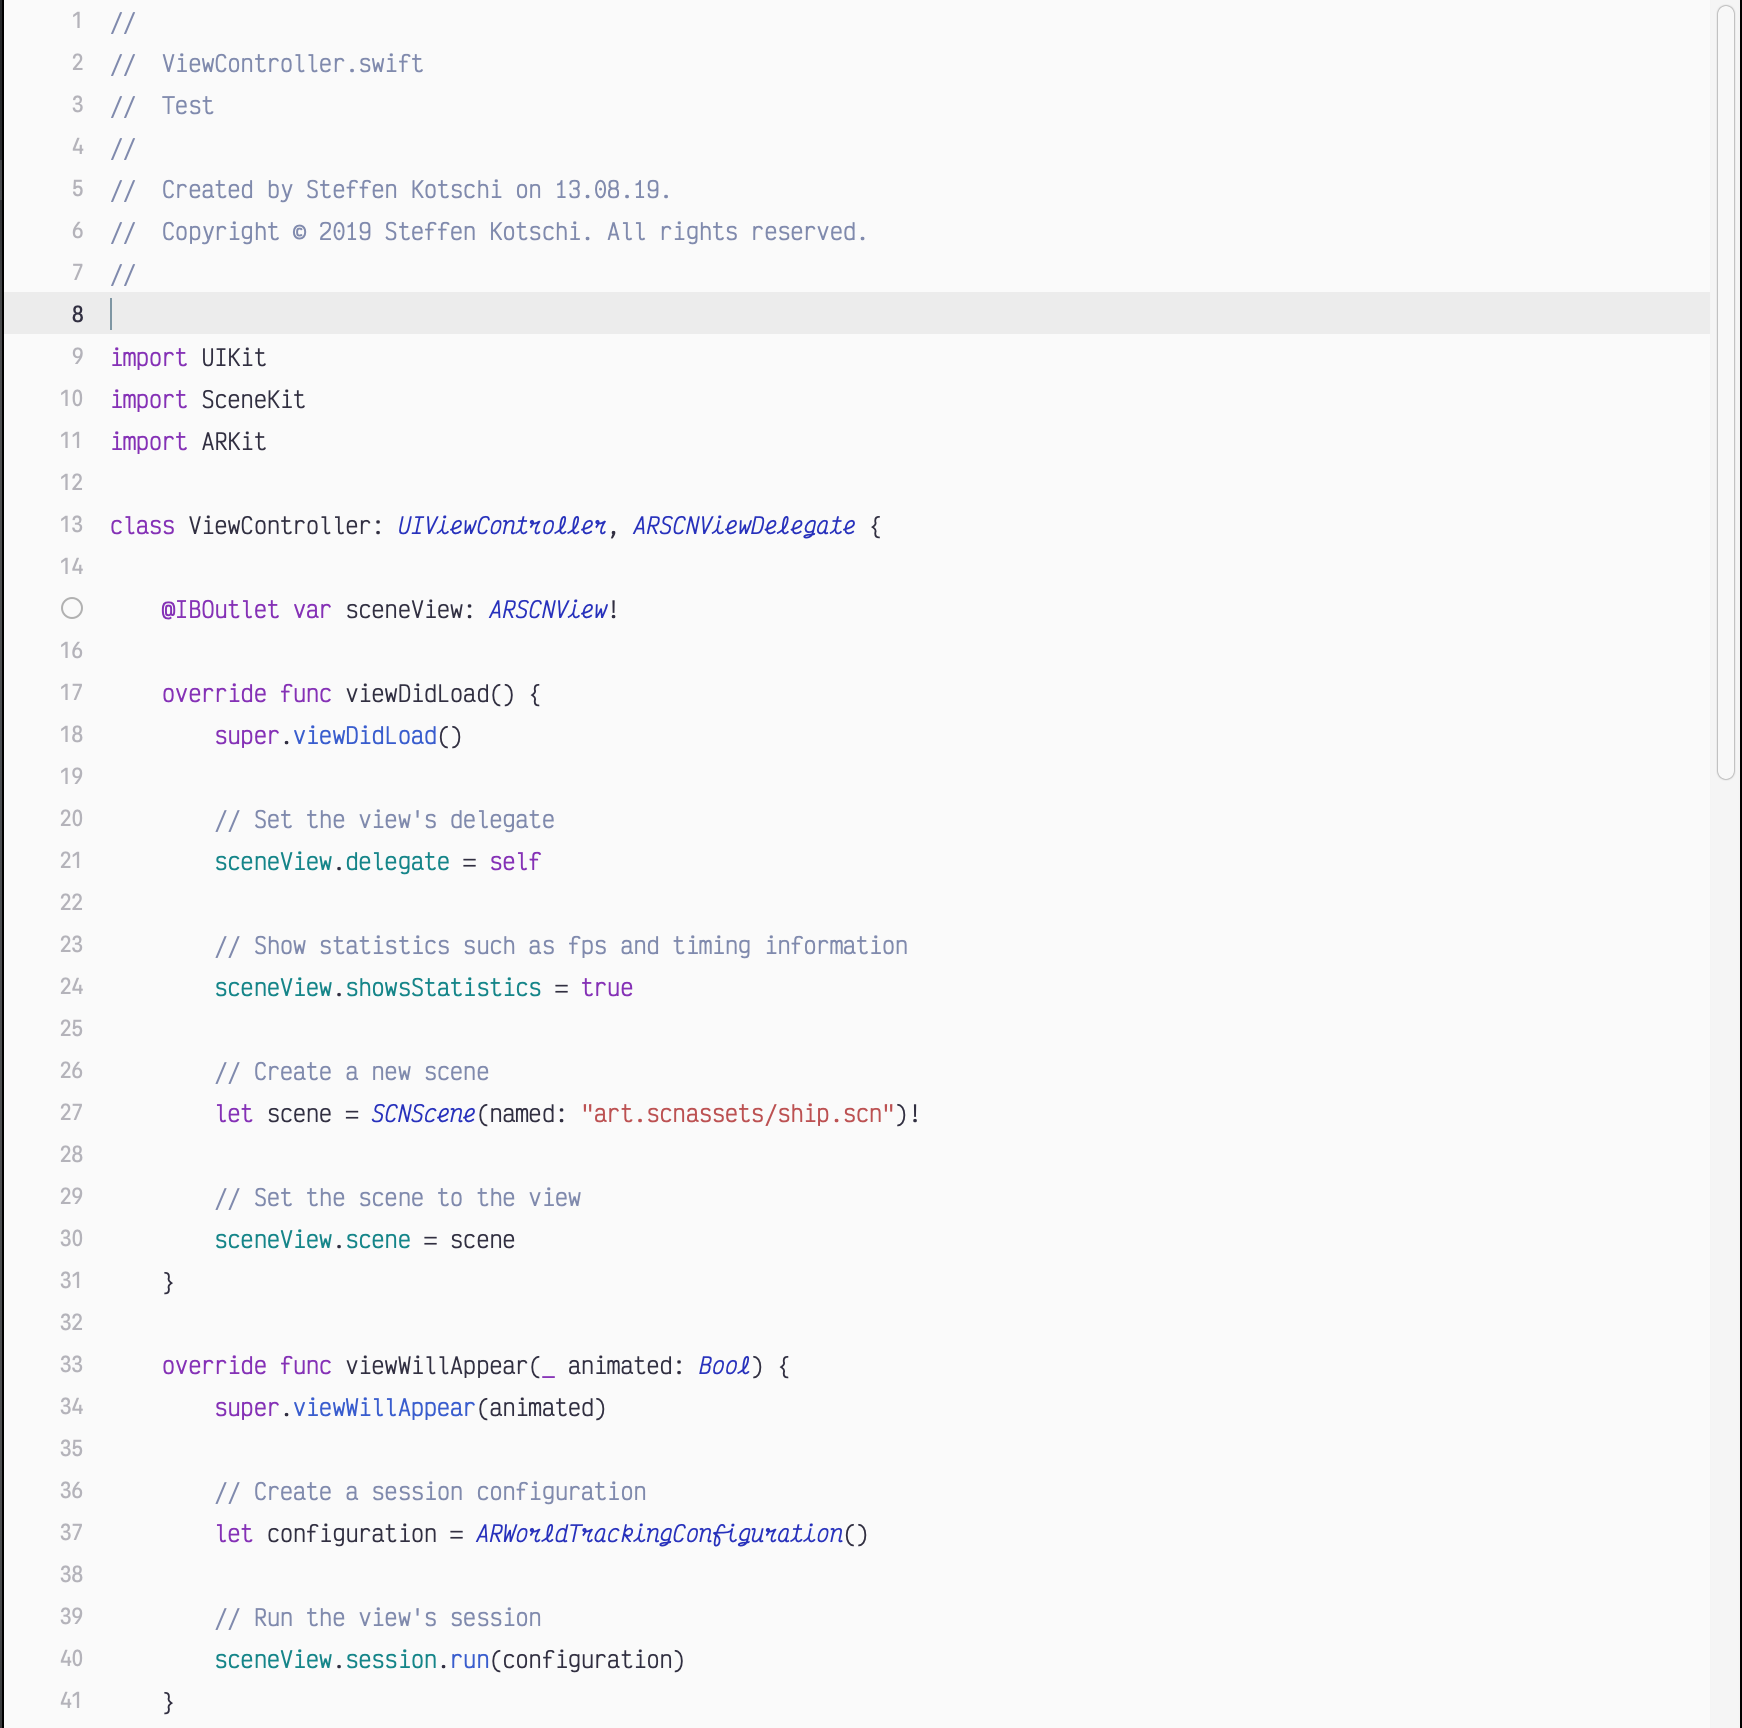 1 //
2 //  ViewController.swift
3 //  Test
4 //
5 //  Created by Steffen Kotschi on 13.08.19.
6 //  Copyright © 2019 Steffen Kotschi. All rights reserved.
7 //
8
9 import UIKit
10 import SceneKit
11 import ARKit
12
13 class ViewController: UIViewController, ARSCNViewDelegate {
14
    @IBOutlet var sceneView: ARSCNView!
16
17     override func viewDidLoad() {
18         super.viewDidLoad()
19
20         // Set the view's delegate
21         sceneView.delegate = self
22
23         // Show statistics such as fps and timing information
24         sceneView.showsStatistics = true
25
26         // Create a new scene
27         let scene = SCNScene(named: "art.scnassets/ship.scn")!
28
29         // Set the scene to the view
30         sceneView.scene = scene
31     }
32
33     override func viewWillAppear(_ animated: Bool) {
34         super.viewWillAppear(animated)
35
36         // Create a session configuration
37         let configuration = ARWorldTrackingConfiguration()
38
39         // Run the view's session
40         sceneView.session.run(configuration)
41     }